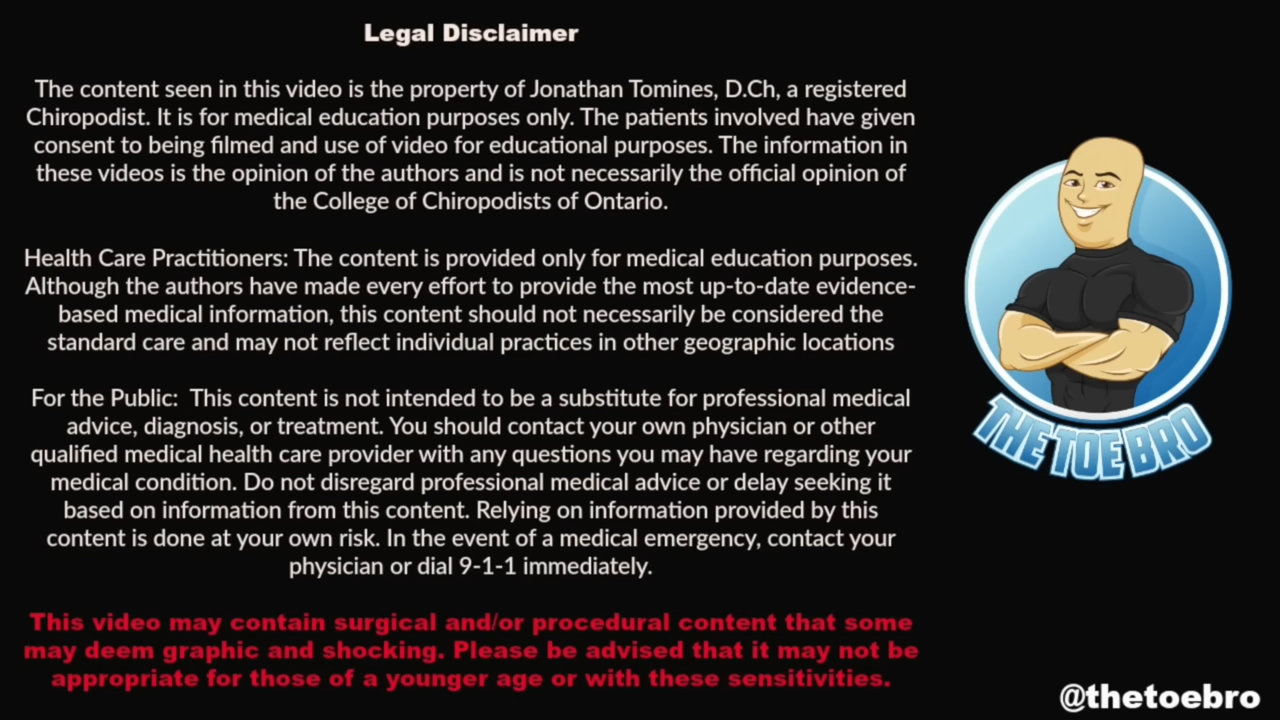 Legal Disclaimer
The content seen in this video is the property of Jonathan Tomines, D.Ch, a registered
Chiropodist. It is for medical education purposes only. The patients involved have given
consent to being filmed and use of video for educational purposes. The information in
these videos is the opinion of the authors and is not necessarily the official opinion of
the College of Chiropodists of Ontario.
Health Care Practitioners: The content is provided only for medical education purposes.
Although the authors have made every effort to provide the most up-to-date evidence-
based medical information, this content should not necessarily be considered the
standard care and may not reflect individual practices in other geographic locations
For the Public:  This content is not intended to be a substitute for professional medical
advice, diagnosis, or treatment. You should contact your own physician or other
qualified medical health care provider with any questions you may have regarding your
medical condition. Do not disregard professional medical advice or delay seeking it
based on information from this content. Relying on information provided by this
content is done at your own risk. In the event of a medical emergency, contact your
physician or dial 9-1-1 immediately.
This video may contain surgical and/or procedural content that some
may deem graphic and shocking. Please be advised that it may not be
appropriate for those of a younger age or with these sensitivities.
THE TOE BRO
@thetoebro